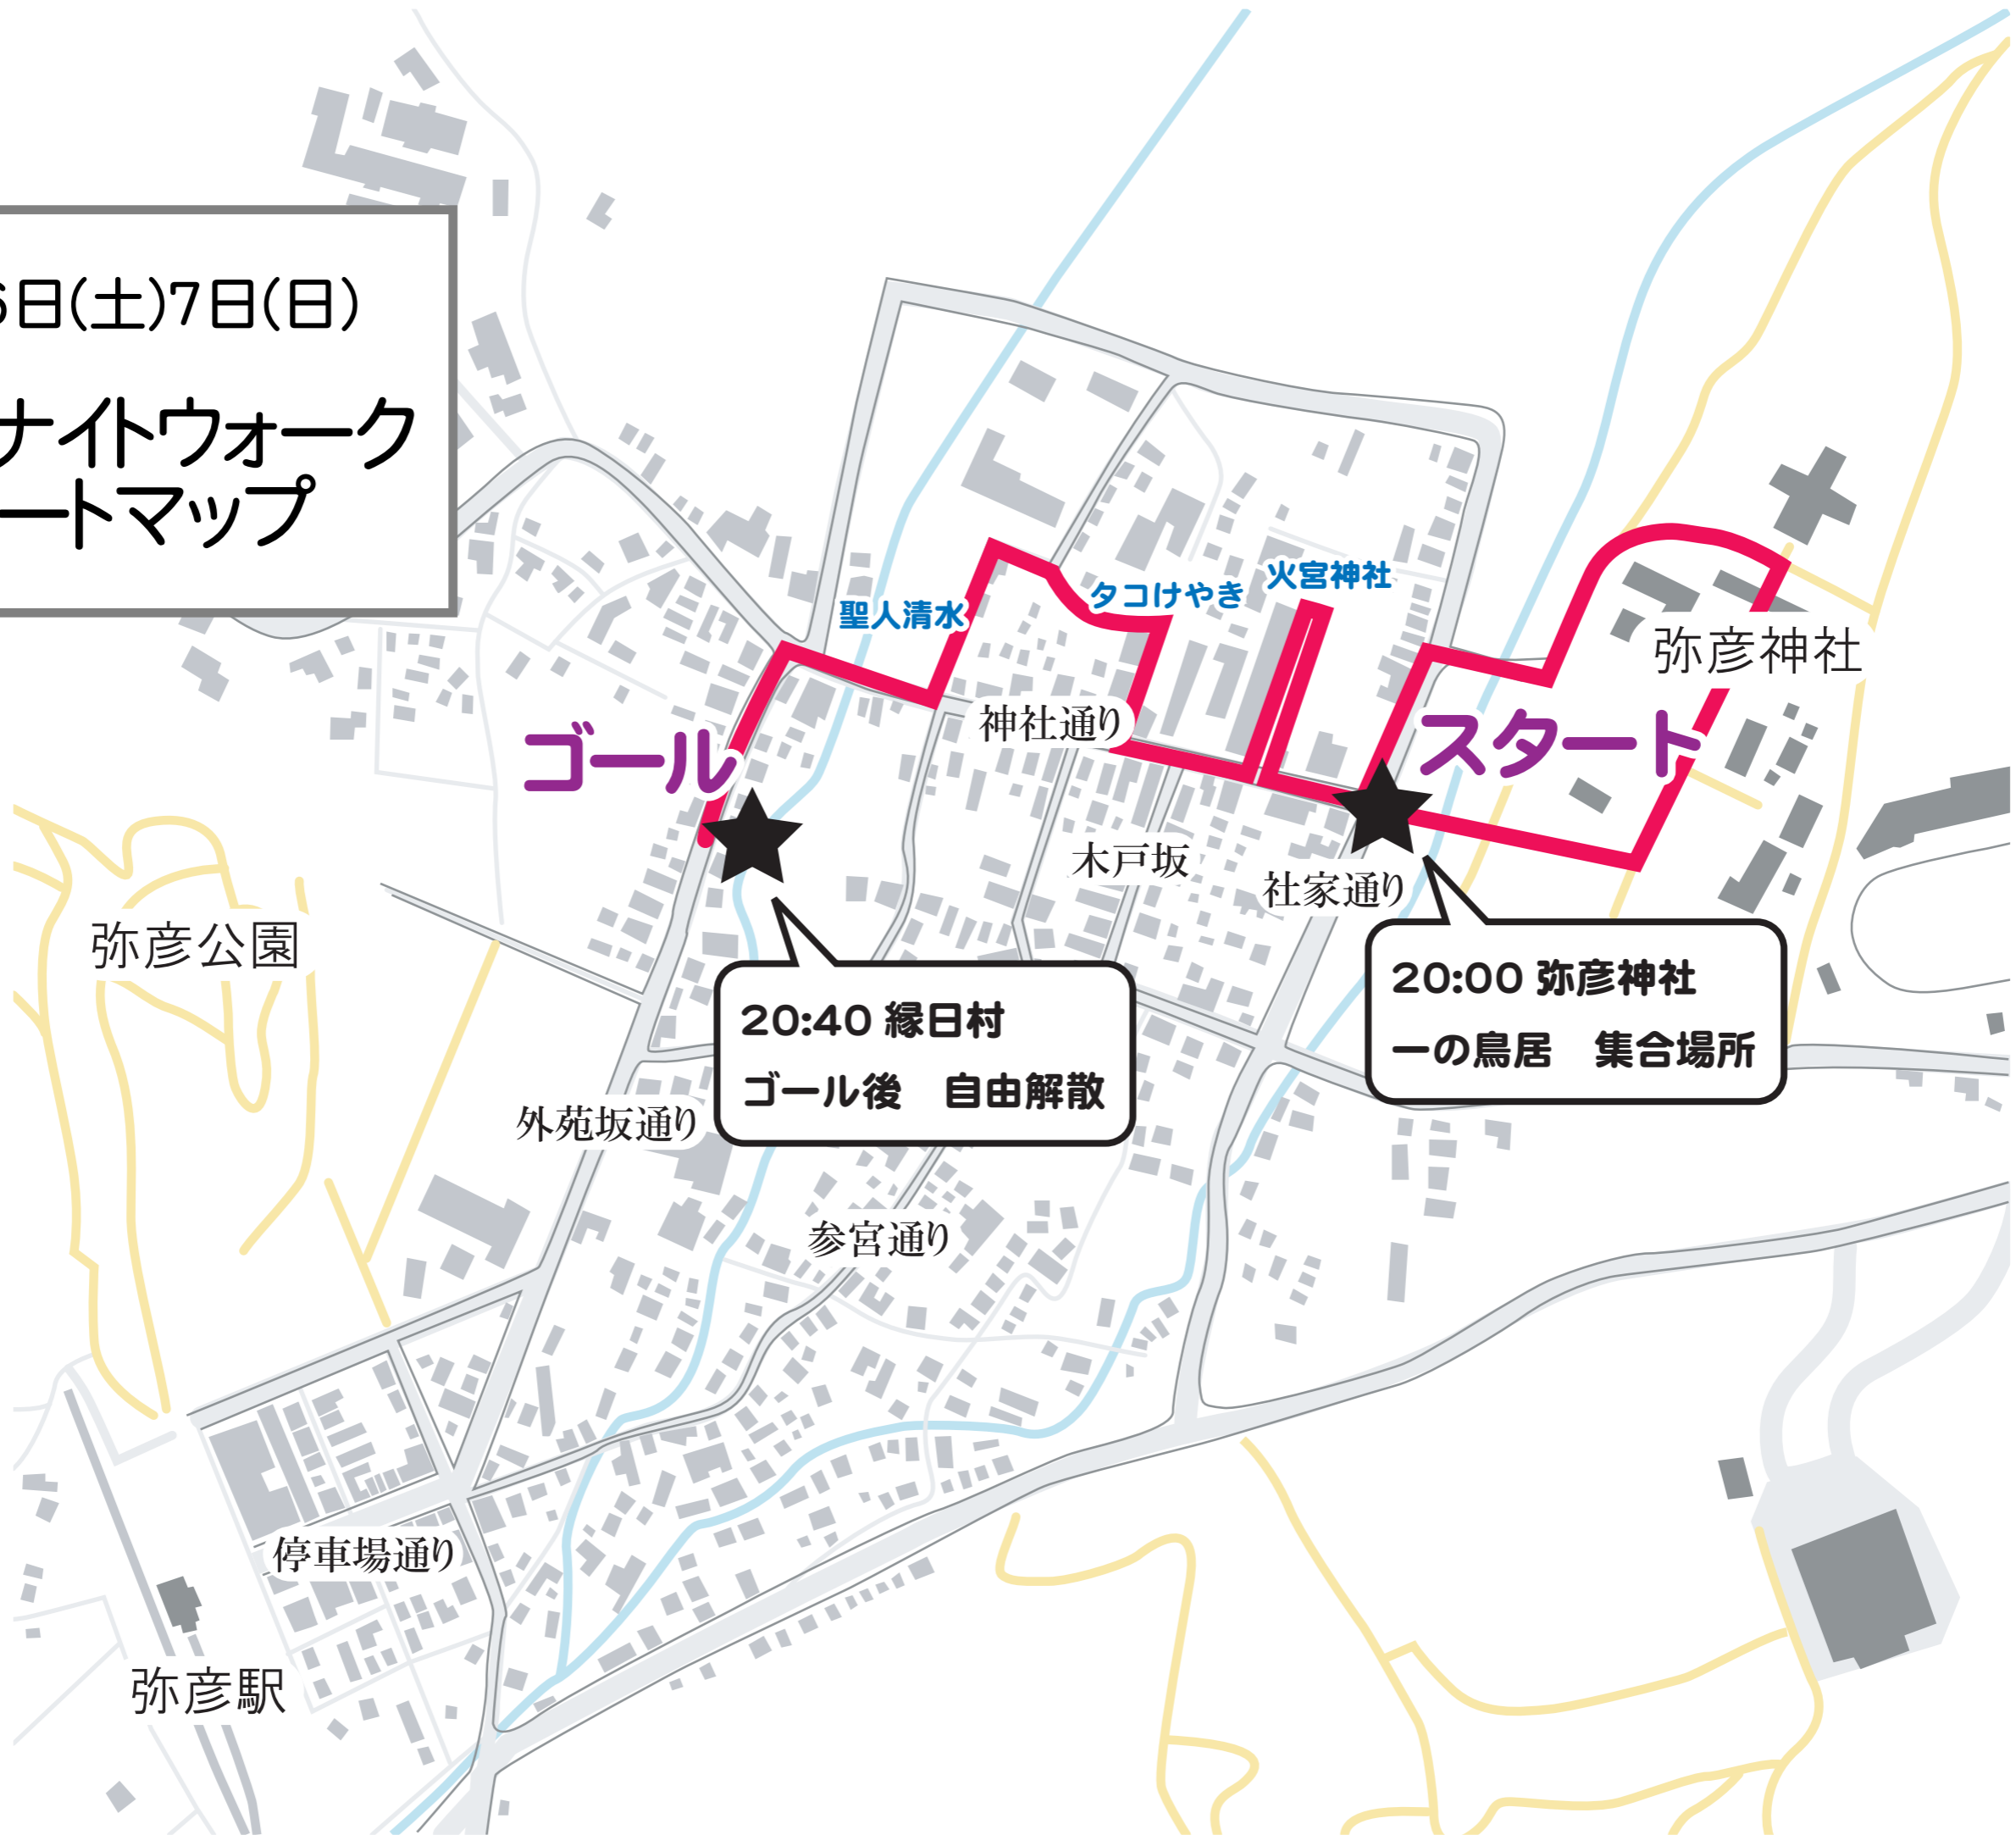 6日(土)7日(日)
ナイトウォーク
ートマップ
聖人清水
タコけやき
火宮神社
弥彦神社
神社通り
スタート
ゴール
木戸坂
社家通り
弥彦公園
20:00 弥彦神社
一の鳥居 集合場所
20:40 縁日村
ゴール後 自由解散
外苑坂通り
参宮通り
停車場通り
弥彦駅